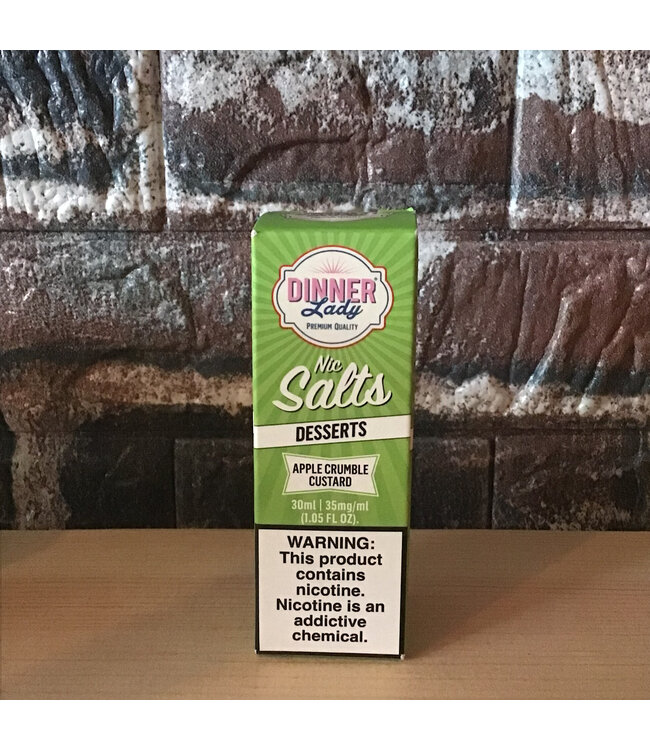 DINNER
Lady
PREMIUM QUALITY
Nic
Salts
DESSERTS
APPLE CRUMBLE
CUSTARD
30ml | 35mg/ml
(1.05 FL OZ).
WARNING:
This product
contains
nicotine.
Nicotine is an
addictive
chemical.